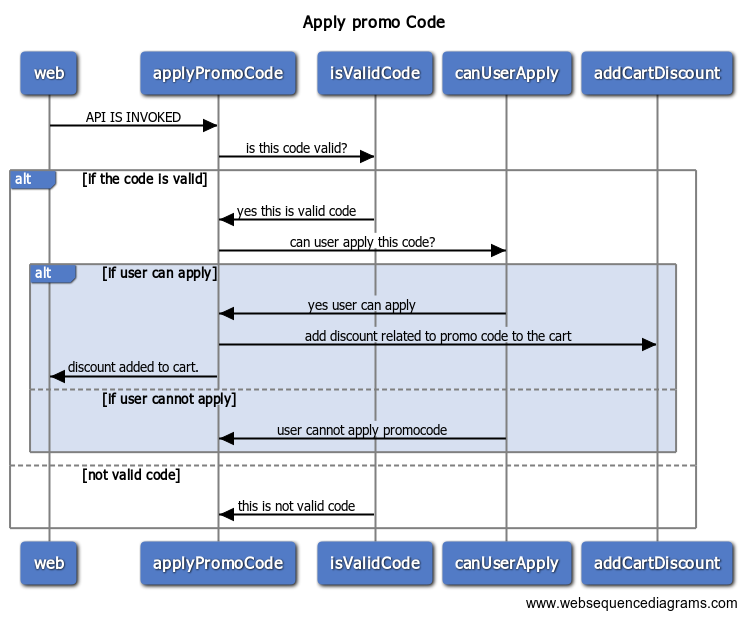 Apply promo Code
web applyPromoCode isValidCode canUserApply addCartDiscount
API IS INVOKED
is this code valid?
alt [if the code is valid]
yes this is valid code
can user apply this code?
alt [if user can apply]
yes user can apply
add discount related to promo code to the cart
discount added to cart.
[if user cannot apply]
user cannot apply promocode
[not valid code]
this is not valid code
web applyPromoCode isValidCode canUserApply addCartDiscount
www.websequencediagrams.com